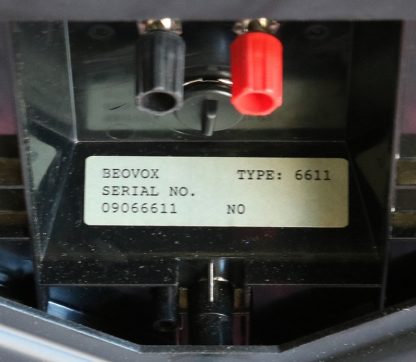 BEOVOX TYPE: 6611
SERIAL NO.
09066611 NO